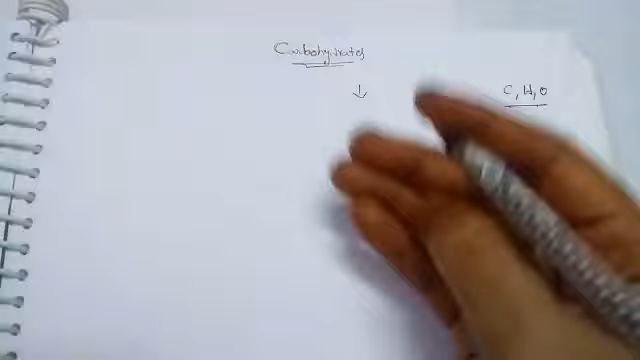 Carbohydrates
↓
C, H, O